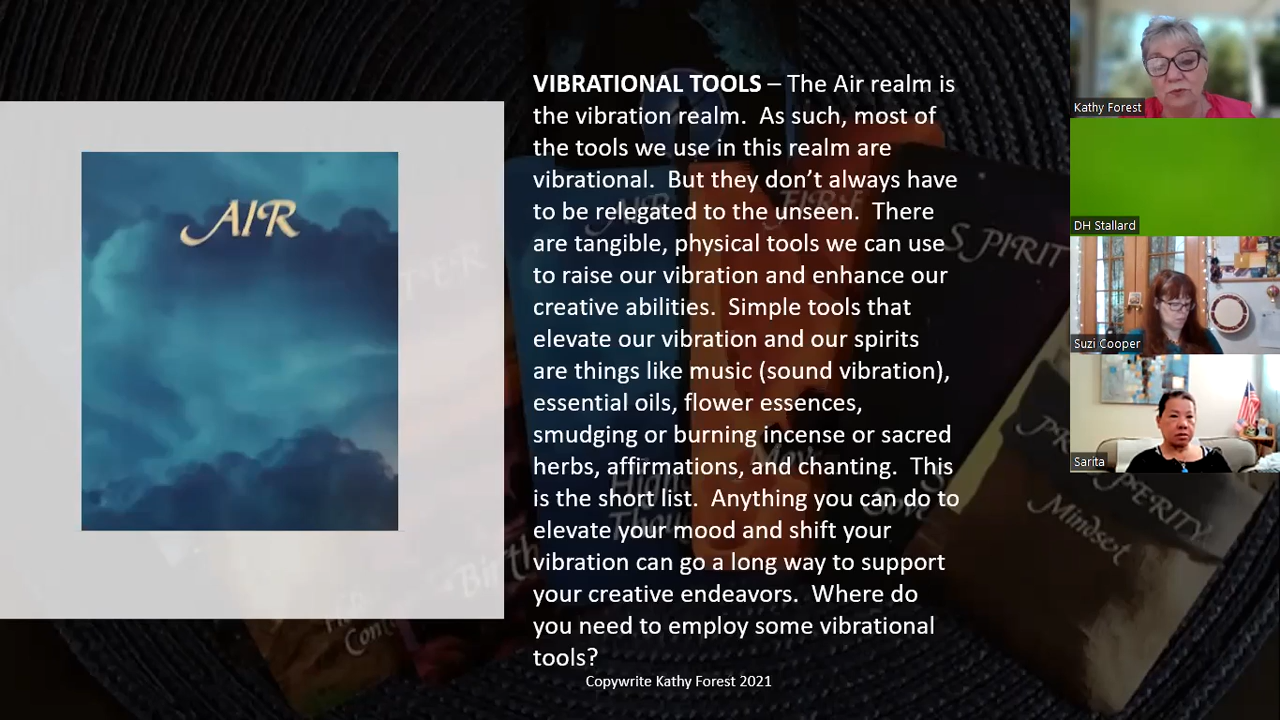 AIR
VIBRATIONAL TOOLS – The Air realm is
the vibration realm.  As such, most of
the tools we use in this realm are
vibrational.  But they don’t always have
to be relegated to the unseen.  There
are tangible, physical tools we can use
to raise our vibration and enhance our
creative abilities.  Simple tools that
elevate our vibration and our spirits
are things like music (sound vibration),
essential oils, flower essences,
smudging or burning incense or sacred
herbs, affirmations, and chanting.  This
is the short list.  Anything you can do to
elevate your mood and shift your
vibration can go a long way to support
your creative endeavors.  Where do
you need to employ some vibrational
tools?
Copywrite Kathy Forest 2021
AIR
FIRE
SPIRIT
PROSPERITY
Mindset
Kathy Forest
DH Stallard
Suzi Cooper
Sarita